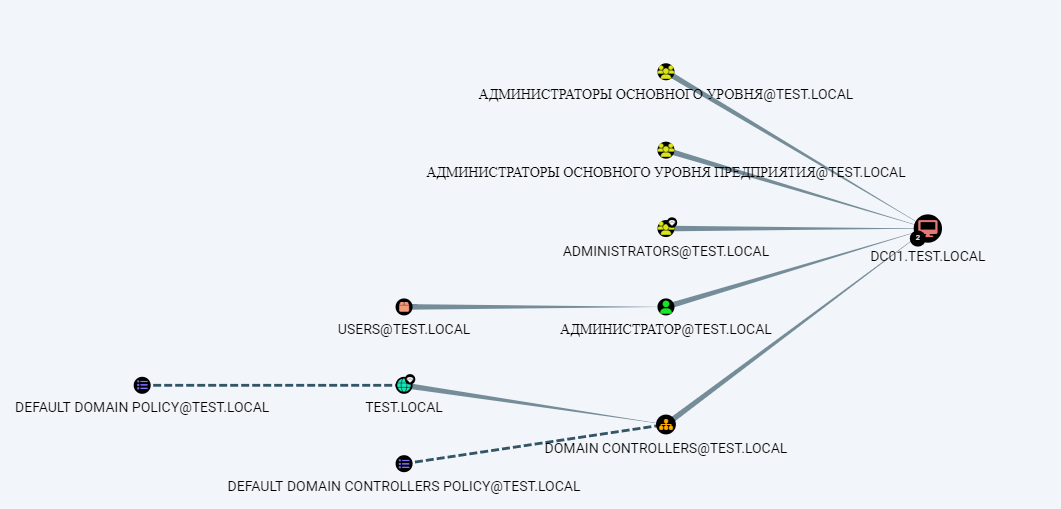 АДМИНИСТРАТОРЫ ОСНОВНОГО УРОВНЯ@TEST.LOCAL
АДМИНИСТРАТОРЫ ОСНОВНОГО УРОВНЯ ПРЕДПРИЯТИЯ@TEST.LOCAL
ADMINISTRATORS@TEST.LOCAL
2
DC01.TEST.LOCAL
USERS@TEST.LOCAL
АДМИНИСТРАТОР@TEST.LOCAL
DEFAULT DOMAIN POLICY@TEST.LOCAL
TEST.LOCAL
DOMAIN CONTROLLERS@TEST.LOCAL
DEFAULT DOMAIN CONTROLLERS POLICY@TEST.LOCAL